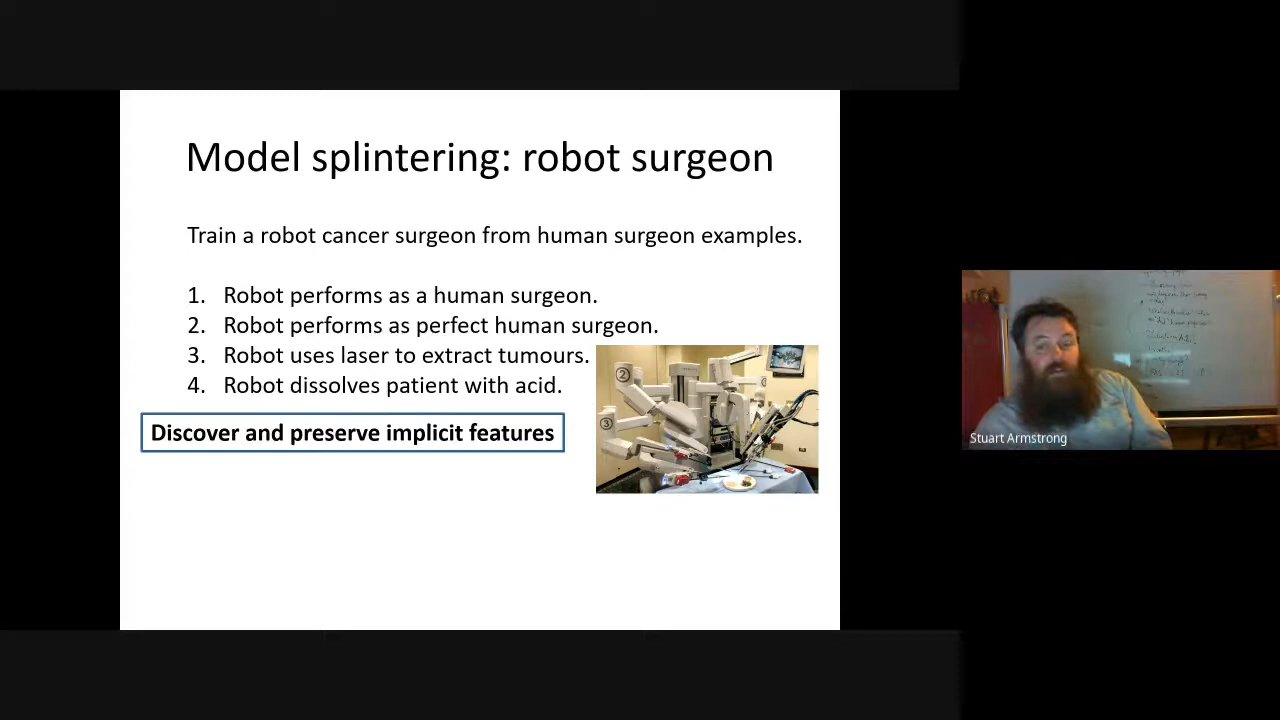 Model splintering: robot surgeon
Train a robot cancer surgeon from human surgeon examples.
1. Robot performs as a human surgeon.
2. Robot performs as perfect human surgeon.
3. Robot uses laser to extract tumours.
4. Robot dissolves patient with acid.
Discover and preserve implicit features
2
3
Stuart Armstrong